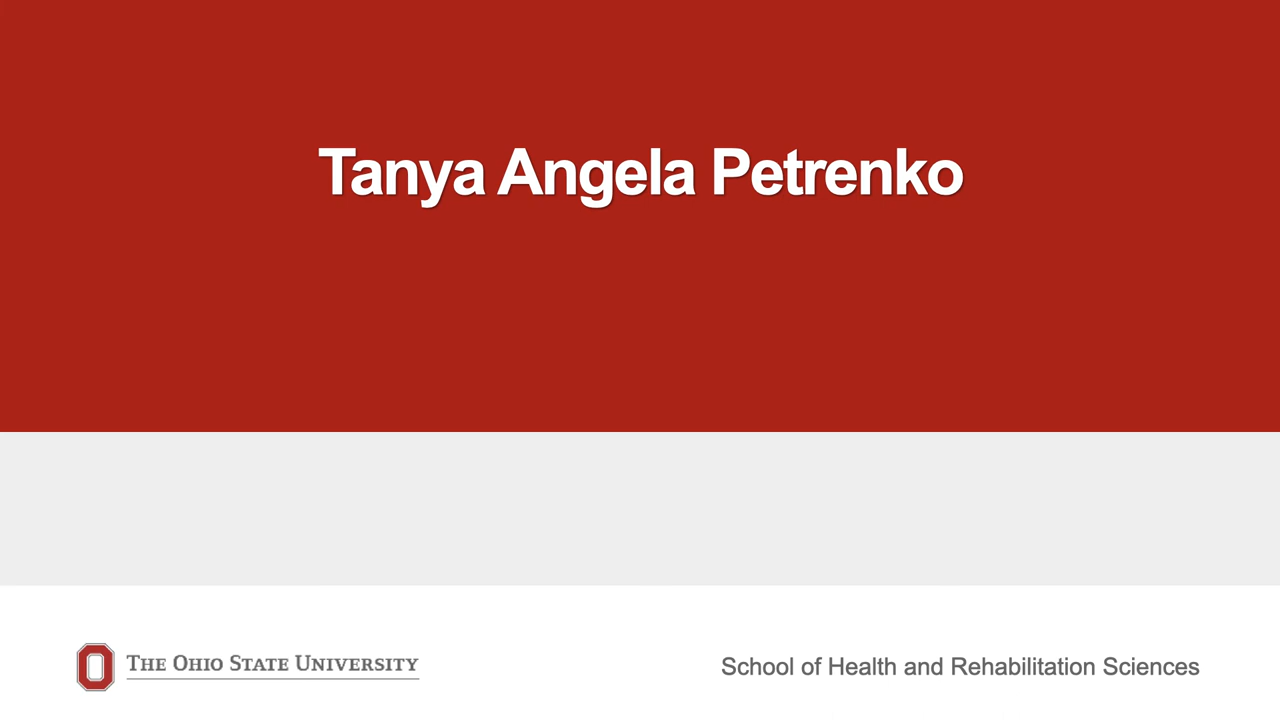 Tanya Angela Petrenko
THE OHIO STATE UNIVERSITY
School of Health and Rehabilitation Sciences